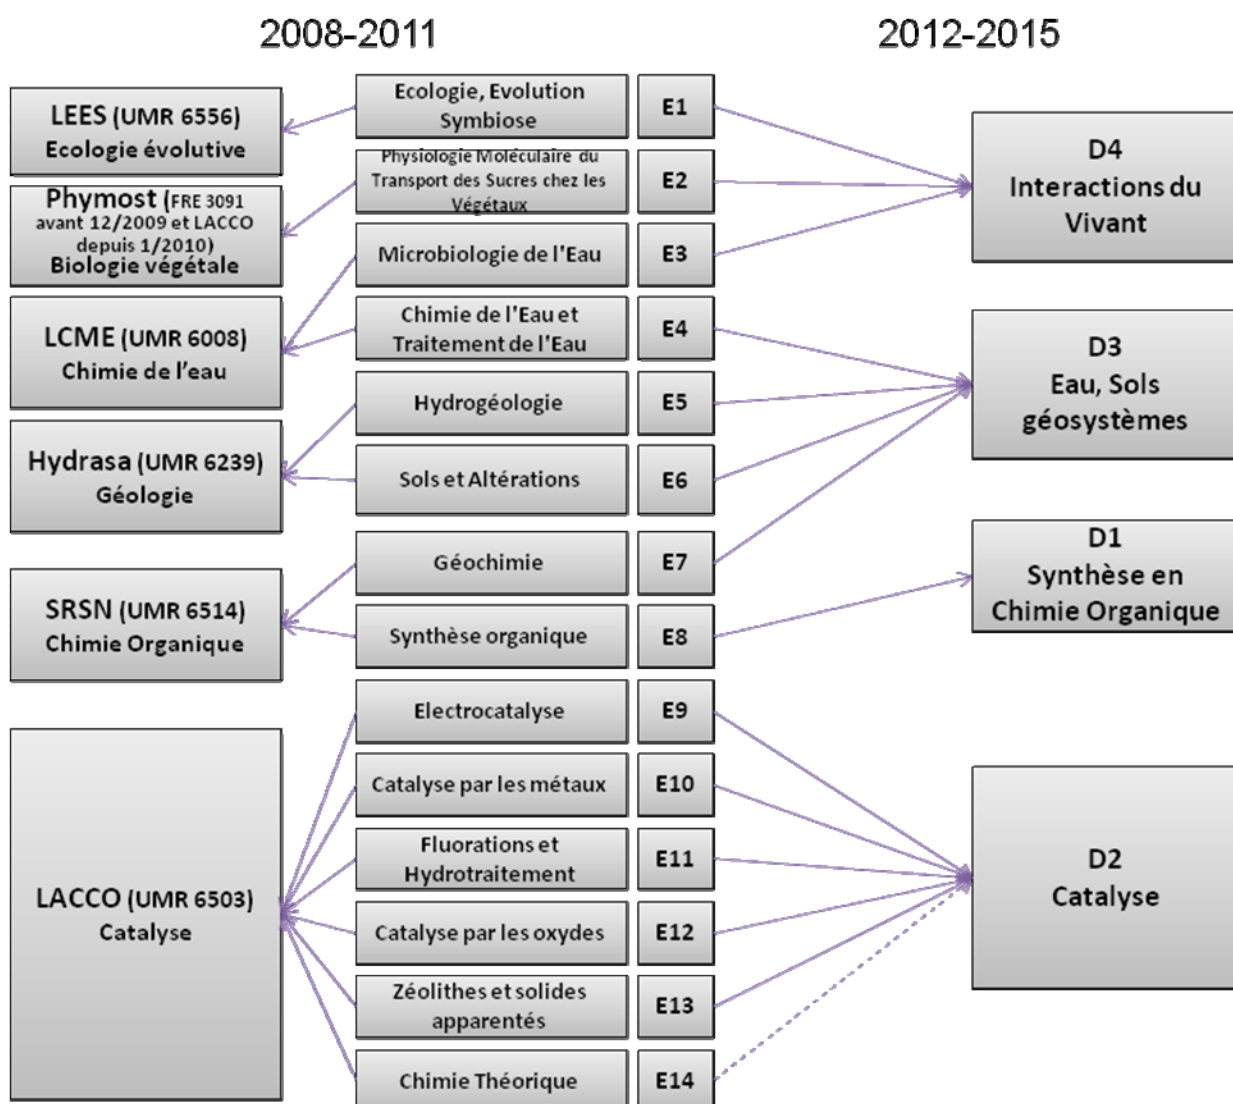 2008-2011
2012-2015
LEES (UMR 6556)
Ecologie évolutive
Phymost (FRE 3091
avant 12/2009 et LACCO
depuis 1/2010)
Biologie végétale
LCME (UMR 6008)
Chimie de l’eau
Hydrasa (UMR 6239)
Géologie
SRSN (UMR 6514)
Chimie Organique
LACCO (UMR 6503)
Catalyse
Ecologie, Evolution
Symbiose
E1
Physiologie Moléculaire du
Transport des Sucres chez les
Végétaux
E2
Microbiologie de l'Eau
E3
Chimie de l'Eau et
Traitement de l'Eau
E4
Hydrogéologie
E5
Sols et Altérations
E6
Géochimie
E7
Synthèse organique
E8
Electrocatalyse
E9
Catalyse par les métaux
E10
Fluorations et
Hydrotraitement
E11
Catalyse par les oxydes
E12
Zéolithes et solides
apparentés
E13
Chimie Théorique
E14
D4
Interactions du
Vivant
D3
Eau, Sols
géosystèmes
D1
Synthèse en
Chimie Organique
D2
Catalyse